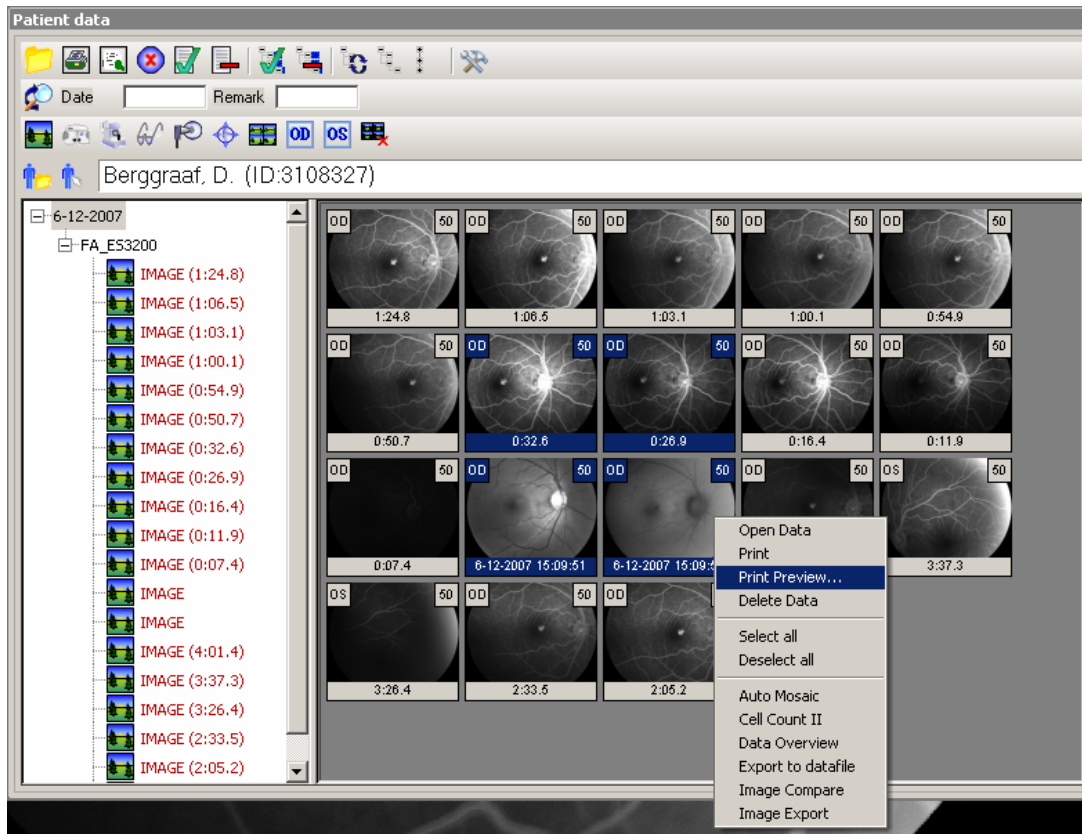 Patient data
Date Remark
OD OS
Berggraaf, D. (ID:3108327)
6-12-2007
FA_ES3200
IMAGE (1:24.8)
IMAGE (1:06.5)
IMAGE (1:03.1)
IMAGE (1:00.1)
IMAGE (0:54.9)
IMAGE (0:50.7)
IMAGE (0:32.6)
IMAGE (0:26.9)
IMAGE (0:16.4)
IMAGE (0:11.9)
IMAGE (0:07.4)
IMAGE
IMAGE
IMAGE (4:01.4)
IMAGE (3:37.3)
IMAGE (3:26.4)
IMAGE (2:33.5)
IMAGE (2:05.2)
OD 50 OD 50 OD 50 OD 50 OD 50
1:24.8 1:06.5 1:03.1 1:00.1 0:54.9
OD 50 OD 50 OD 50 OD 50 OD 50
0:50.7 0:32.6 0:26.9 0:16.4 0:11.9
OD 50 OD 50 OD 50 OD 50 OS 50
0:07.4 6-12-2007 15:09:51 6-12-2007 15:09: 3:37.3
OS 50 OD 50 OD
3:26.4 2:33.5 2:05.2
Open Data
Print
Print Preview...
Delete Data
Select all
Deselect all
Auto Mosaic
Cell Count II
Data Overview
Export to datafile
Image Compare
Image Export